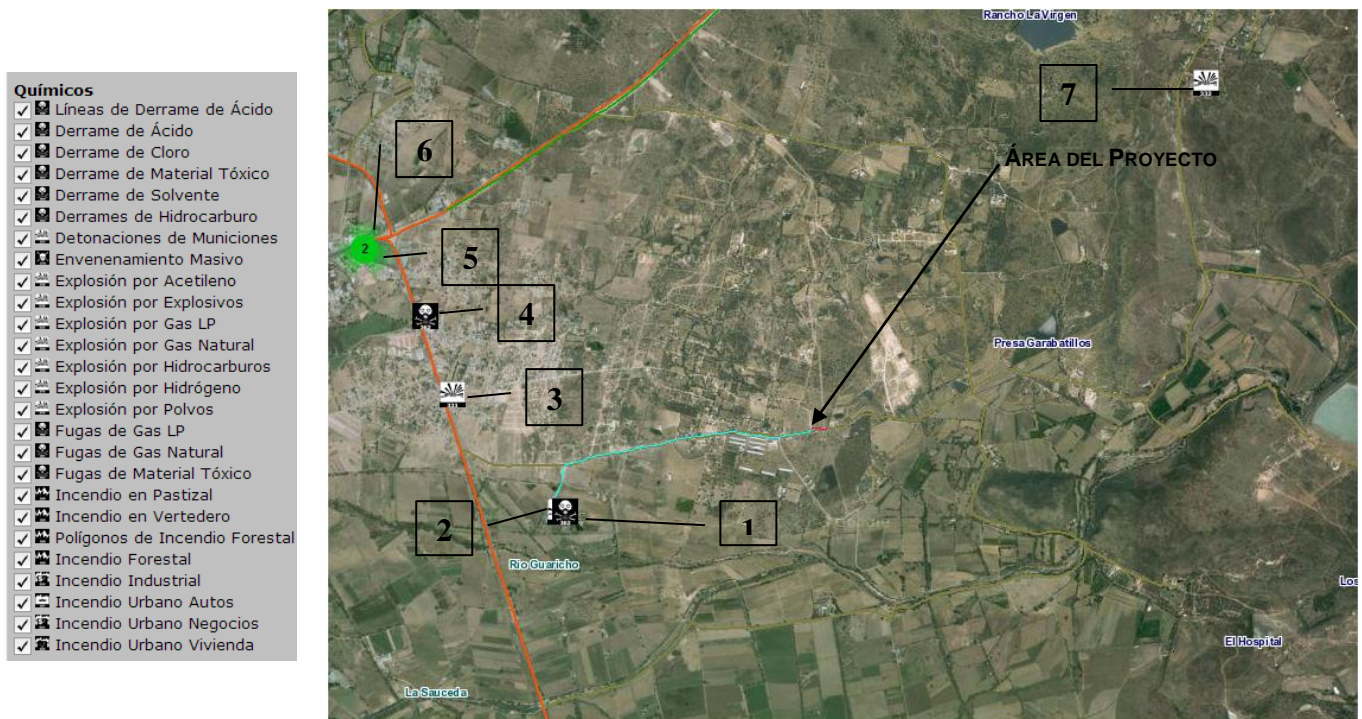 Químicos
Líneas de Derrame de Ácido
Derrame de Ácido
Derrame de Cloro
Derrame de Material Tóxico
Derrame de Solvente
Derrames de Hidrocarburo
Detonaciones de Municiones
Envenenamiento Masivo
Explosión por Acetileno
Explosión por Explosivos
Explosión por Gas LP
Explosión por Gas Natural
Explosión por Hidrocarburos
Explosión por Hidrógeno
Explosión por Polvos
Fugas de Gas LP
Fugas de Gas Natural
Fugas de Material Tóxico
Incendio en Pastizal
Incendio en Vertedero
Polígonos de Incendio Forestal
Incendio Forestal
Incendio Industrial
Incendio Urbano Autos
Incendio Urbano Negocios
Incendio Urbano Vivienda
Rancho La Virgen
7
332
6
ÁREA DEL PROYECTO
2
5
4
362
Presa Garabatillos
3
323
2
362
1
Rio Guaricho
Los
El Hospital
La Sauceda